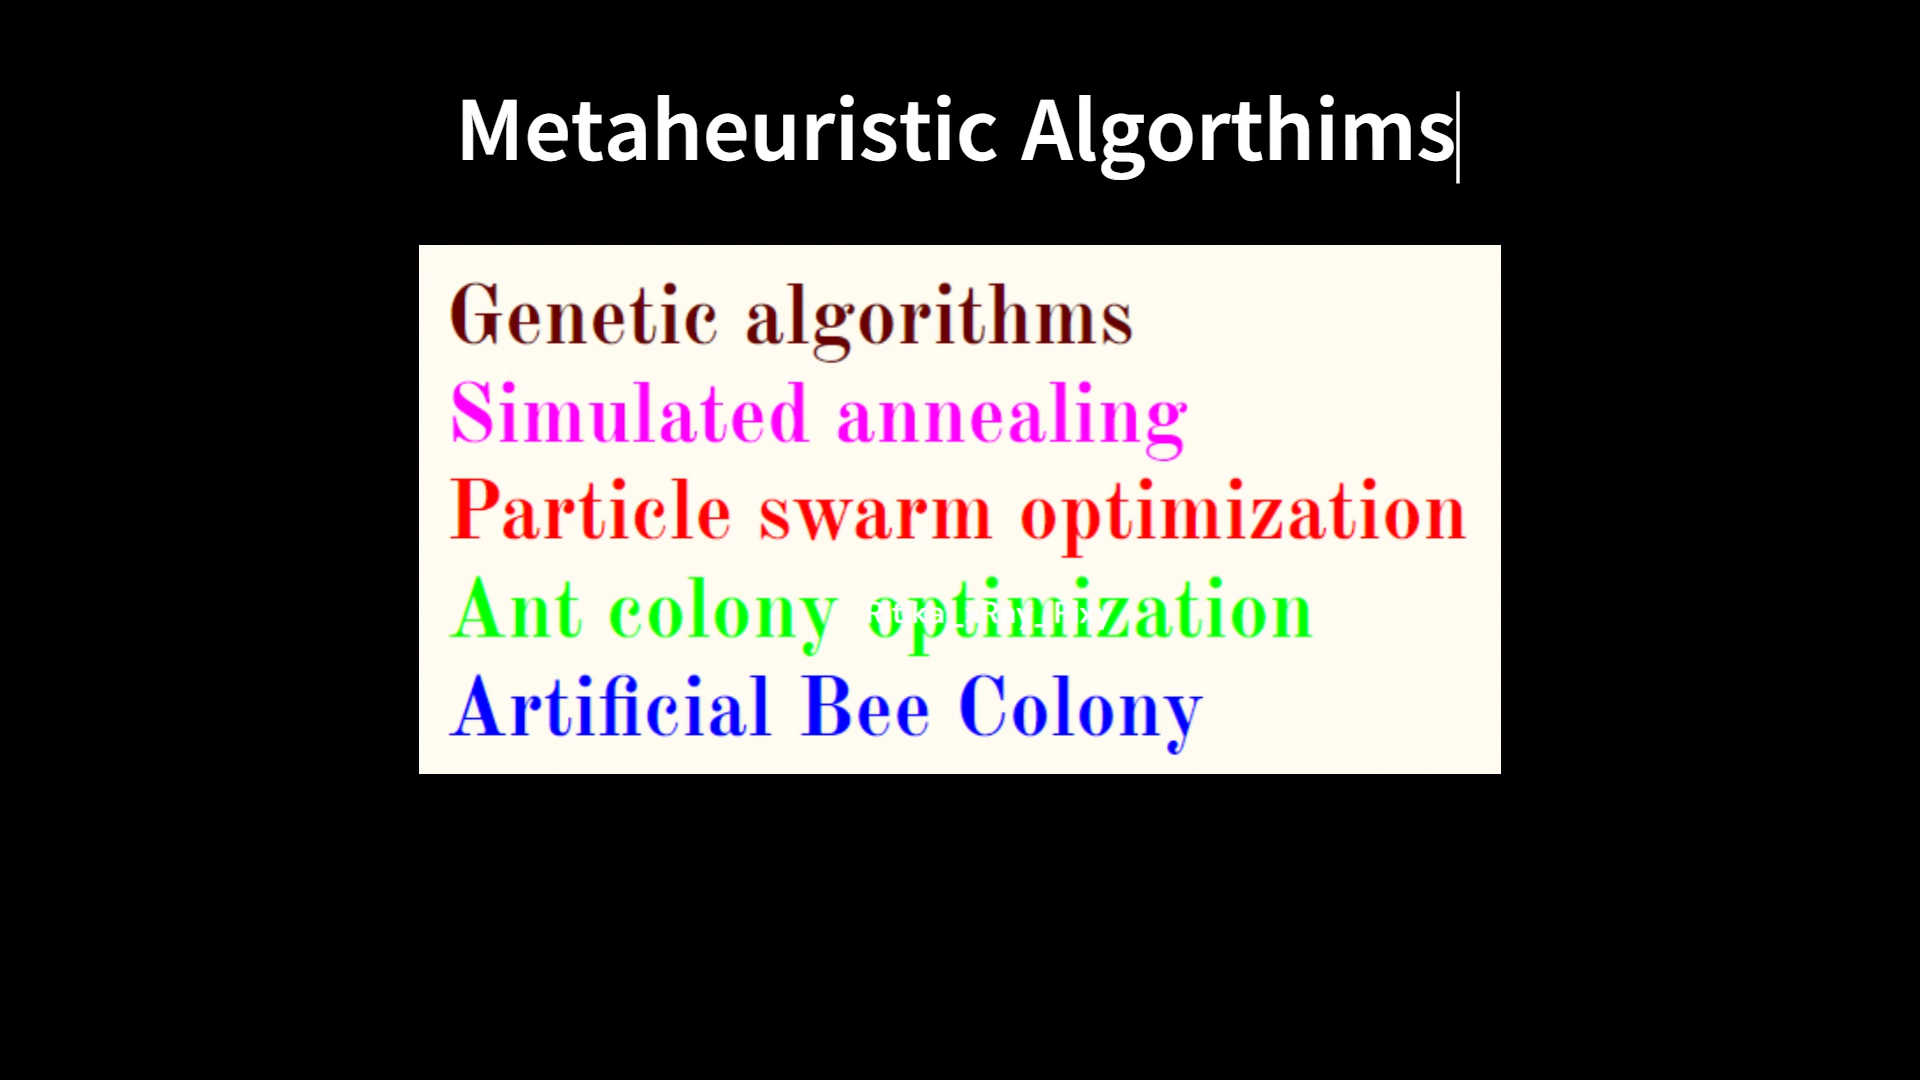 Metaheuristic Algorthims
Genetic algorithms
Simulated annealing
Particle swarm optimization
Ant colony optimization
Artificial Bee Colony